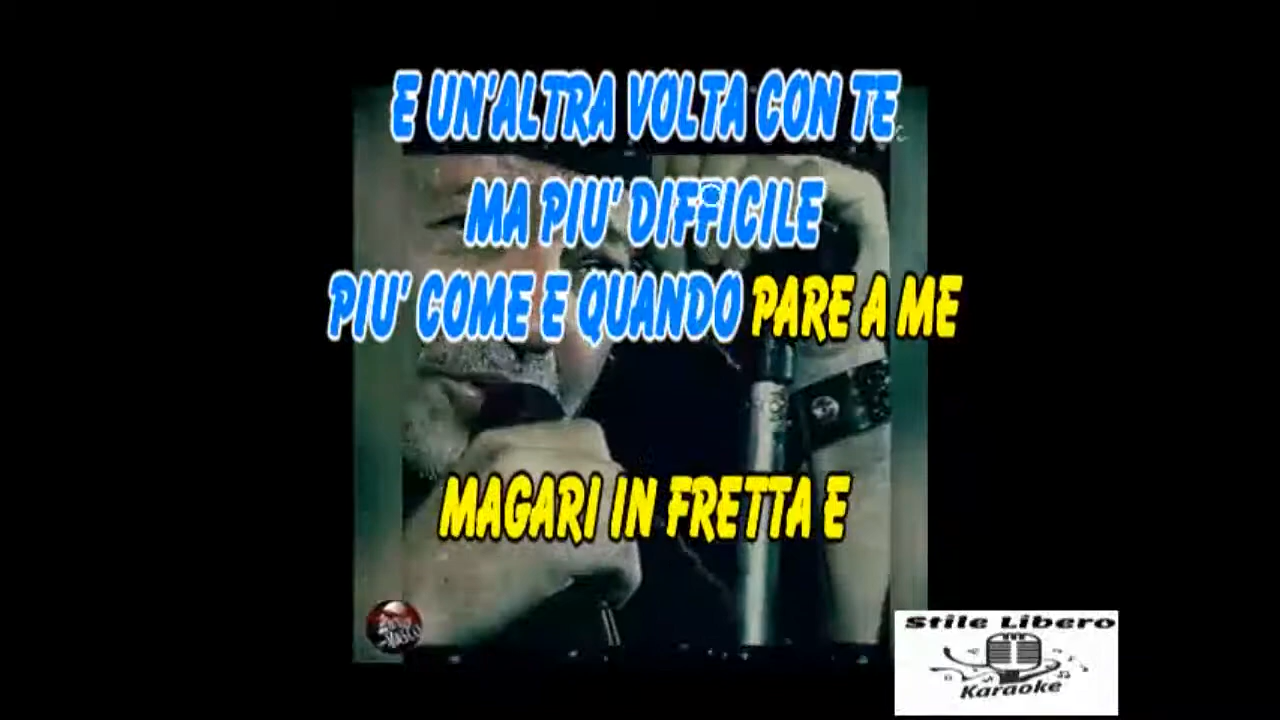 E UN'ALTRA VOLTA CON TE
MA PIU' DIFFICILE
PIU' COME E QUANDO PARE A ME
MAGARI IN FRETTA E
Stile Libero
Karaoke